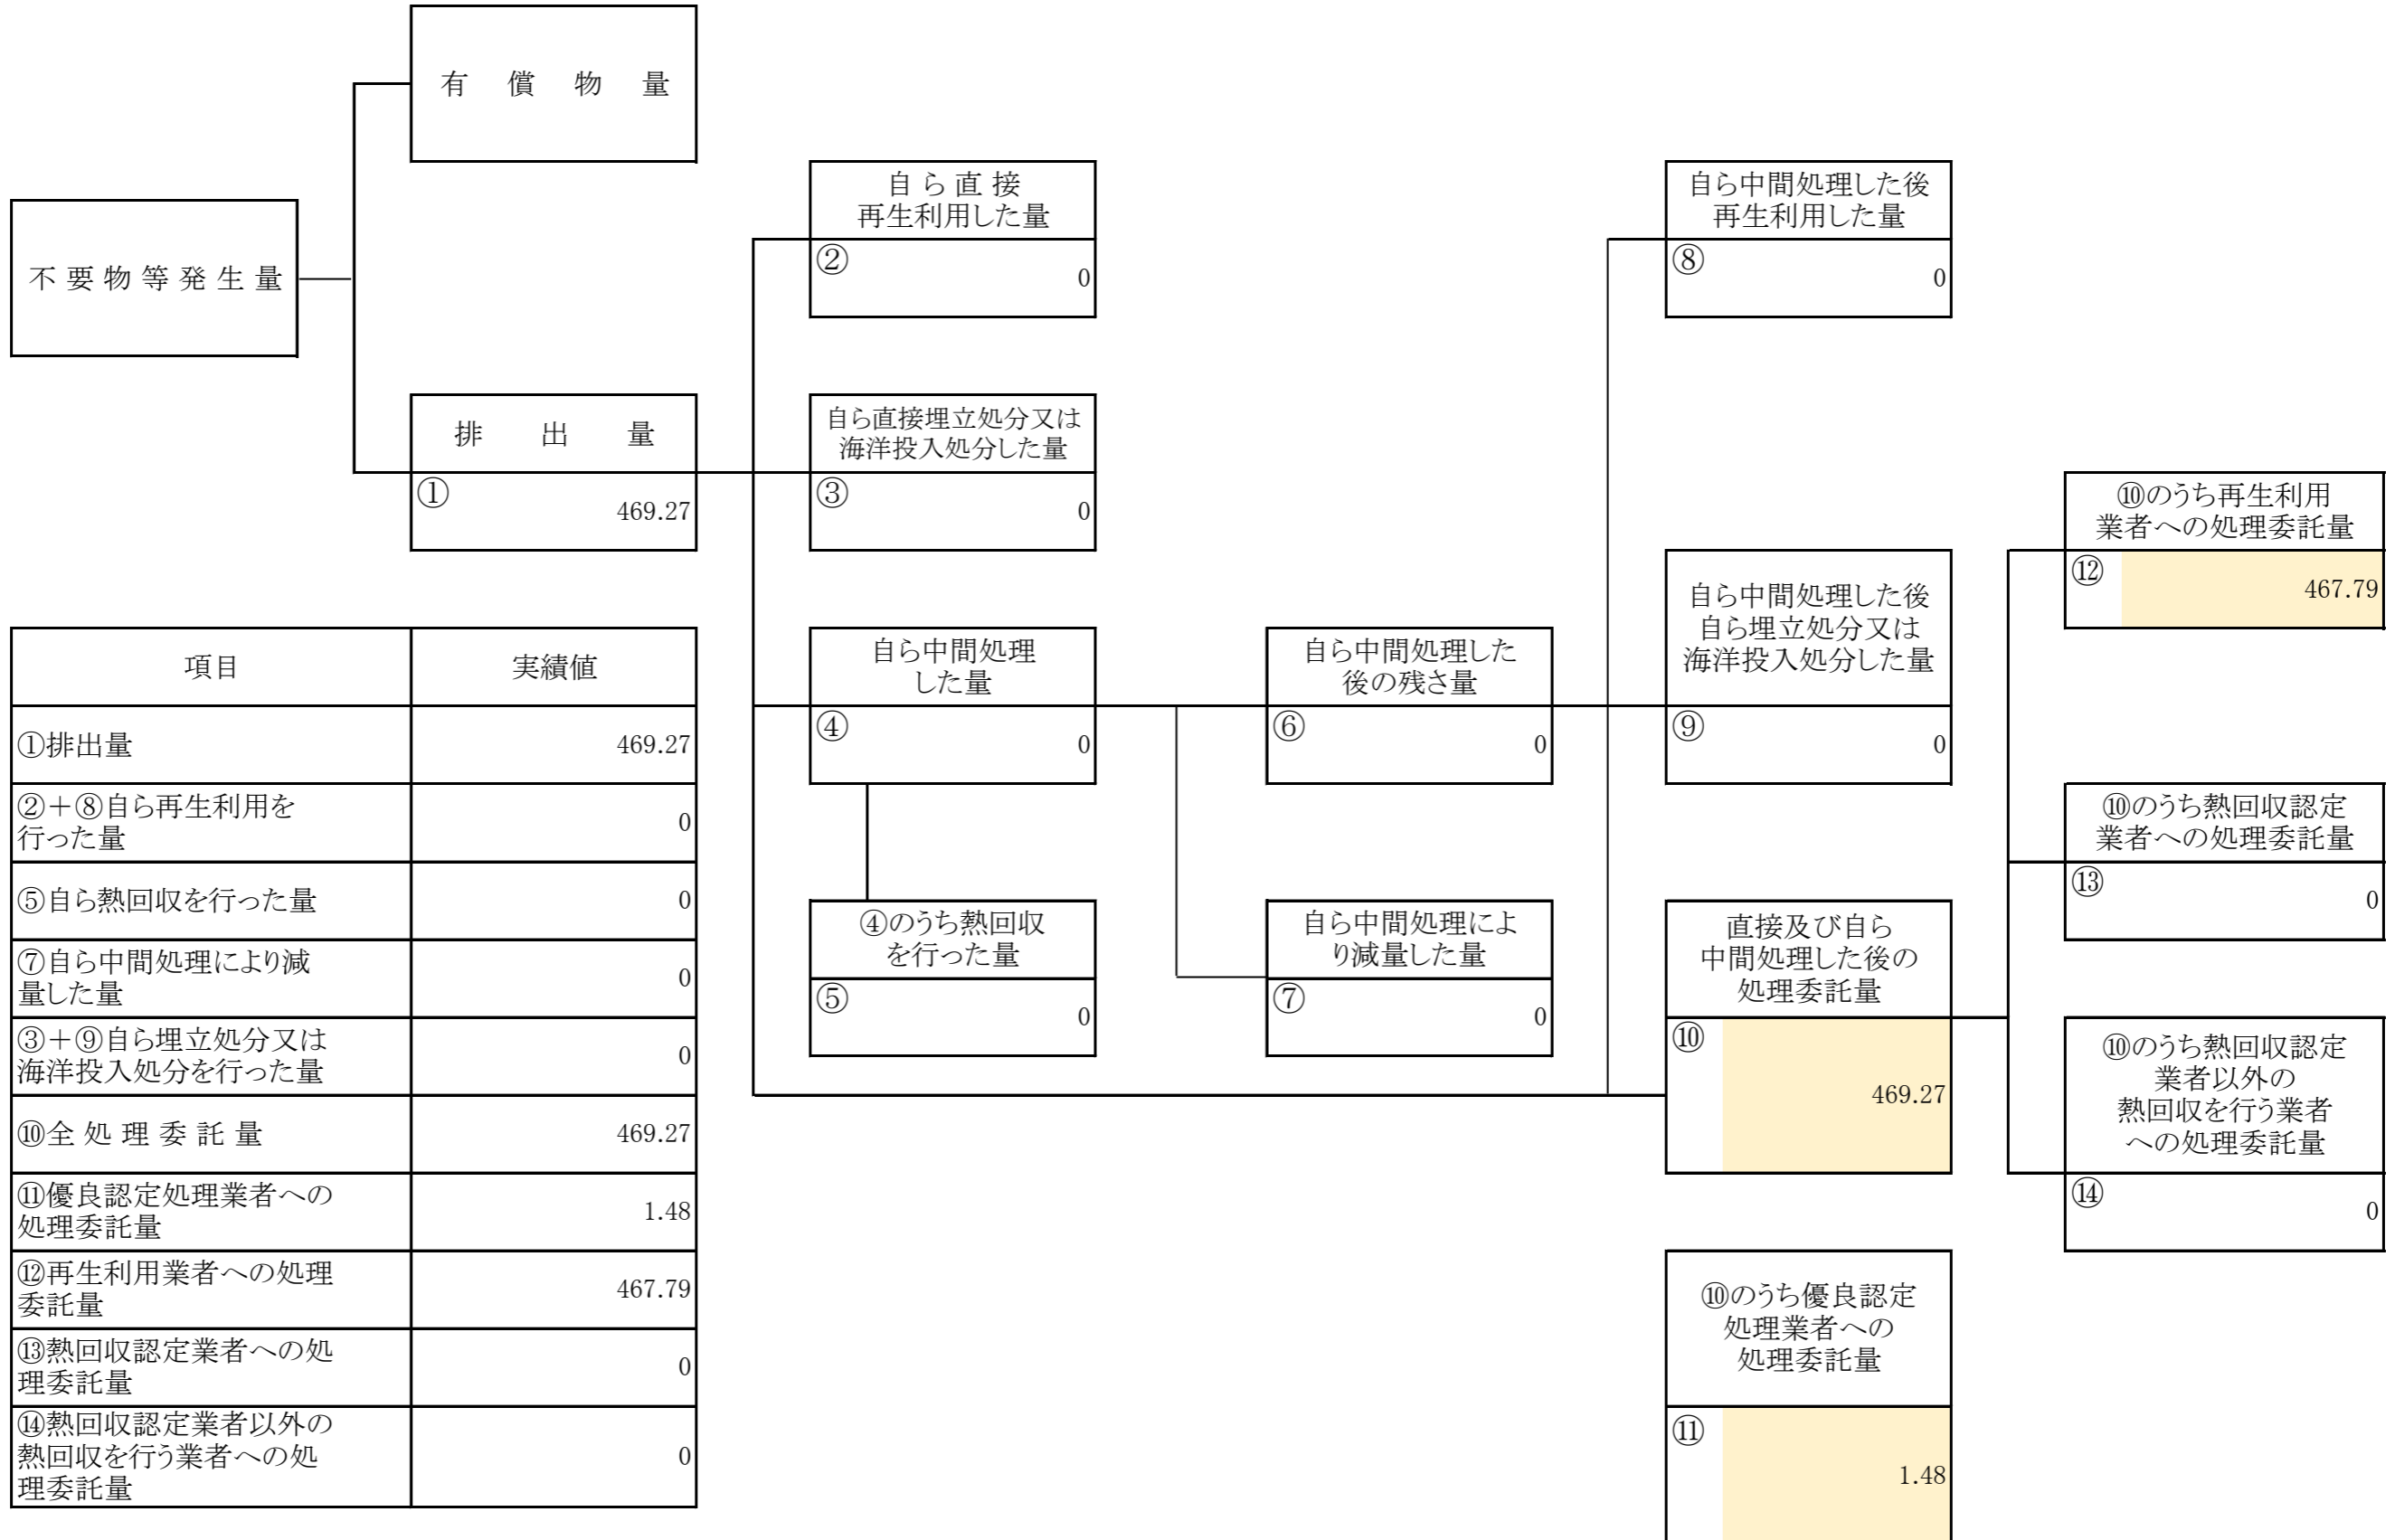 有 償 物 量
不 要 物 等 発 生 量
排 出 量
①
469.27
自 ら 直 接
再生利用した量
②
0
自ら直接埋立処分又は
海洋投入処分した量
③
0
自ら中間処理
した量
④
0
④のうち熱回収
を行った量
⑤
0
自ら中間処理した
後の残さ量
⑥
0
自ら中間処理によ
り減量した量
⑦
0
自ら中間処理した後
再生利用した量
⑧
0
自ら中間処理した後
自ら埋立処分又は
海洋投入処分した量
⑨
0
直接及び自ら
中間処理した後の
処理委託量
⑩
469.27
⑩のうち優良認定
処理業者への
処理委託量
⑪
1.48
⑩のうち再生利用
業者への処理委託量
⑫
467.79
⑩のうち熱回収認定
業者への処理委託量
⑬
0
⑩のうち熱回収認定
業者以外の
熱回収を行う業者
への処理委託量
⑭
0
項目 実績値
①排出量 469.27
②+⑧自ら再生利用を
行った量
0
⑤自ら熱回収を行った量 0
⑦自ら中間処理により減
量した量
0
③+⑨自ら埋立処分又は
海洋投入処分を行った量
0
⑩全 処 理 委 託 量 469.27
⑪優良認定処理業者への
処理委託量
1.48
⑫再生利用業者への処理
委託量
467.79
⑬熱回収認定業者への処
理委託量
0
⑭熱回収認定業者以外の
熱回収を行う業者への処
理委託量
0